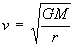 v = √(GM/r)